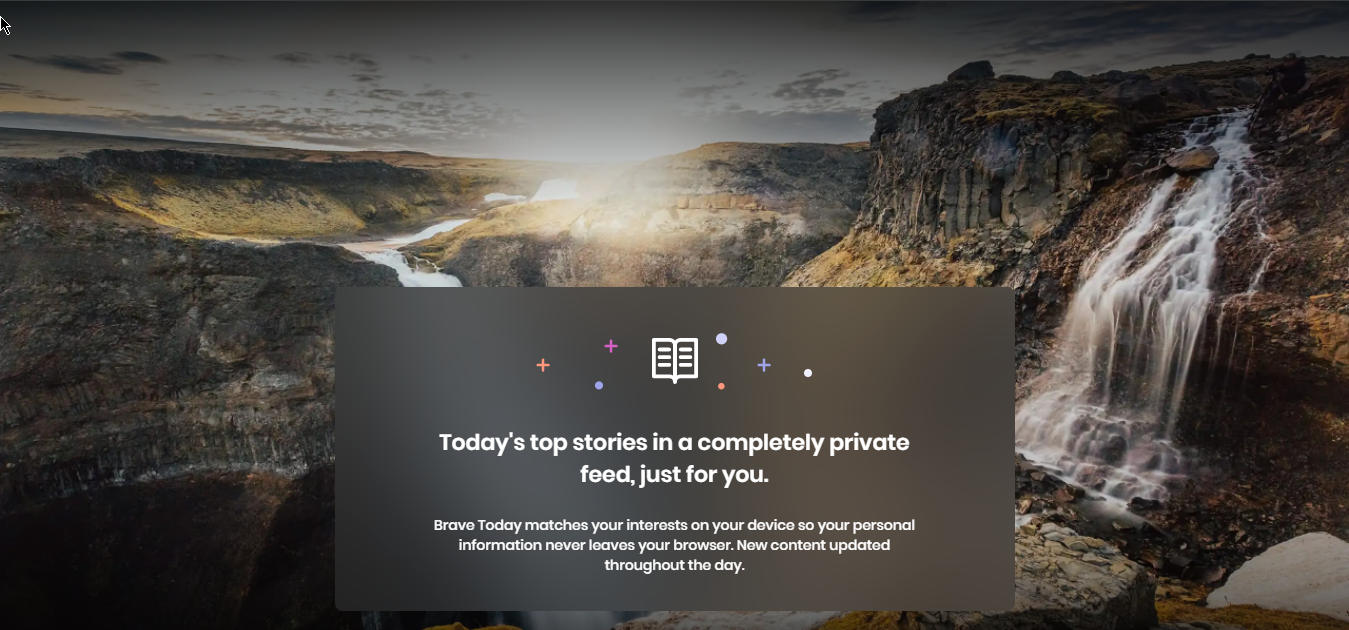 Today's top stories in a completely private
feed, just for you.
Brave Today matches your interests on your device so your personal
information never leaves your browser. New content updated
throughout the day.